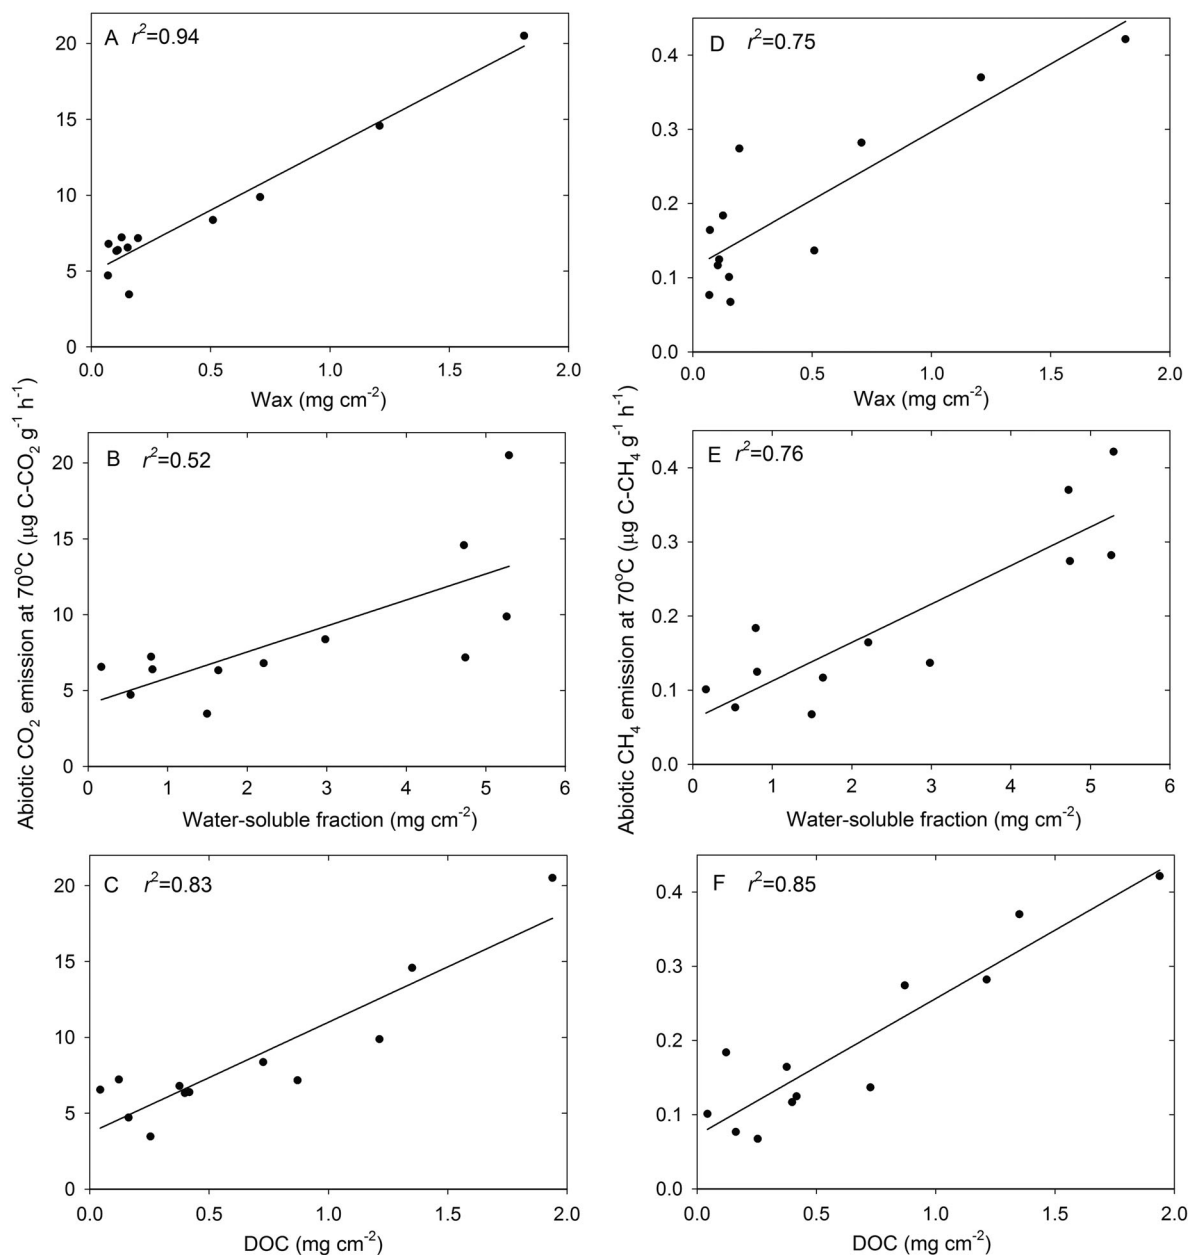 A r²=0.94
20
15
10
5
0
0.0 0.5 1.0 1.5 2.0
Wax (mg cm⁻²)
D r²=0.75
0.4
0.3
0.2
0.1
0.0
0.0 0.5 1.0 1.5 2.0
Wax (mg cm⁻²)
Abiotic CO₂ emission at 70°C (µg C-CO₂ g⁻¹ h⁻¹)
B r²=0.52
20
15
10
5
0
0 1 2 3 4 5 6
Water-soluble fraction (mg cm⁻²)
Abiotic CH₄ emission at 70°C (µg C-CH₄ g⁻¹ h⁻¹)
E r²=0.76
0.4
0.3
0.2
0.1
0.0
0 1 2 3 4 5 6
Water-soluble fraction (mg cm⁻²)
C r²=0.83
20
15
10
5
0
0.0 0.5 1.0 1.5 2.0
DOC (mg cm⁻²)
F r²=0.85
0.4
0.3
0.2
0.1
0.0
0.0 0.5 1.0 1.5 2.0
DOC (mg cm⁻²)